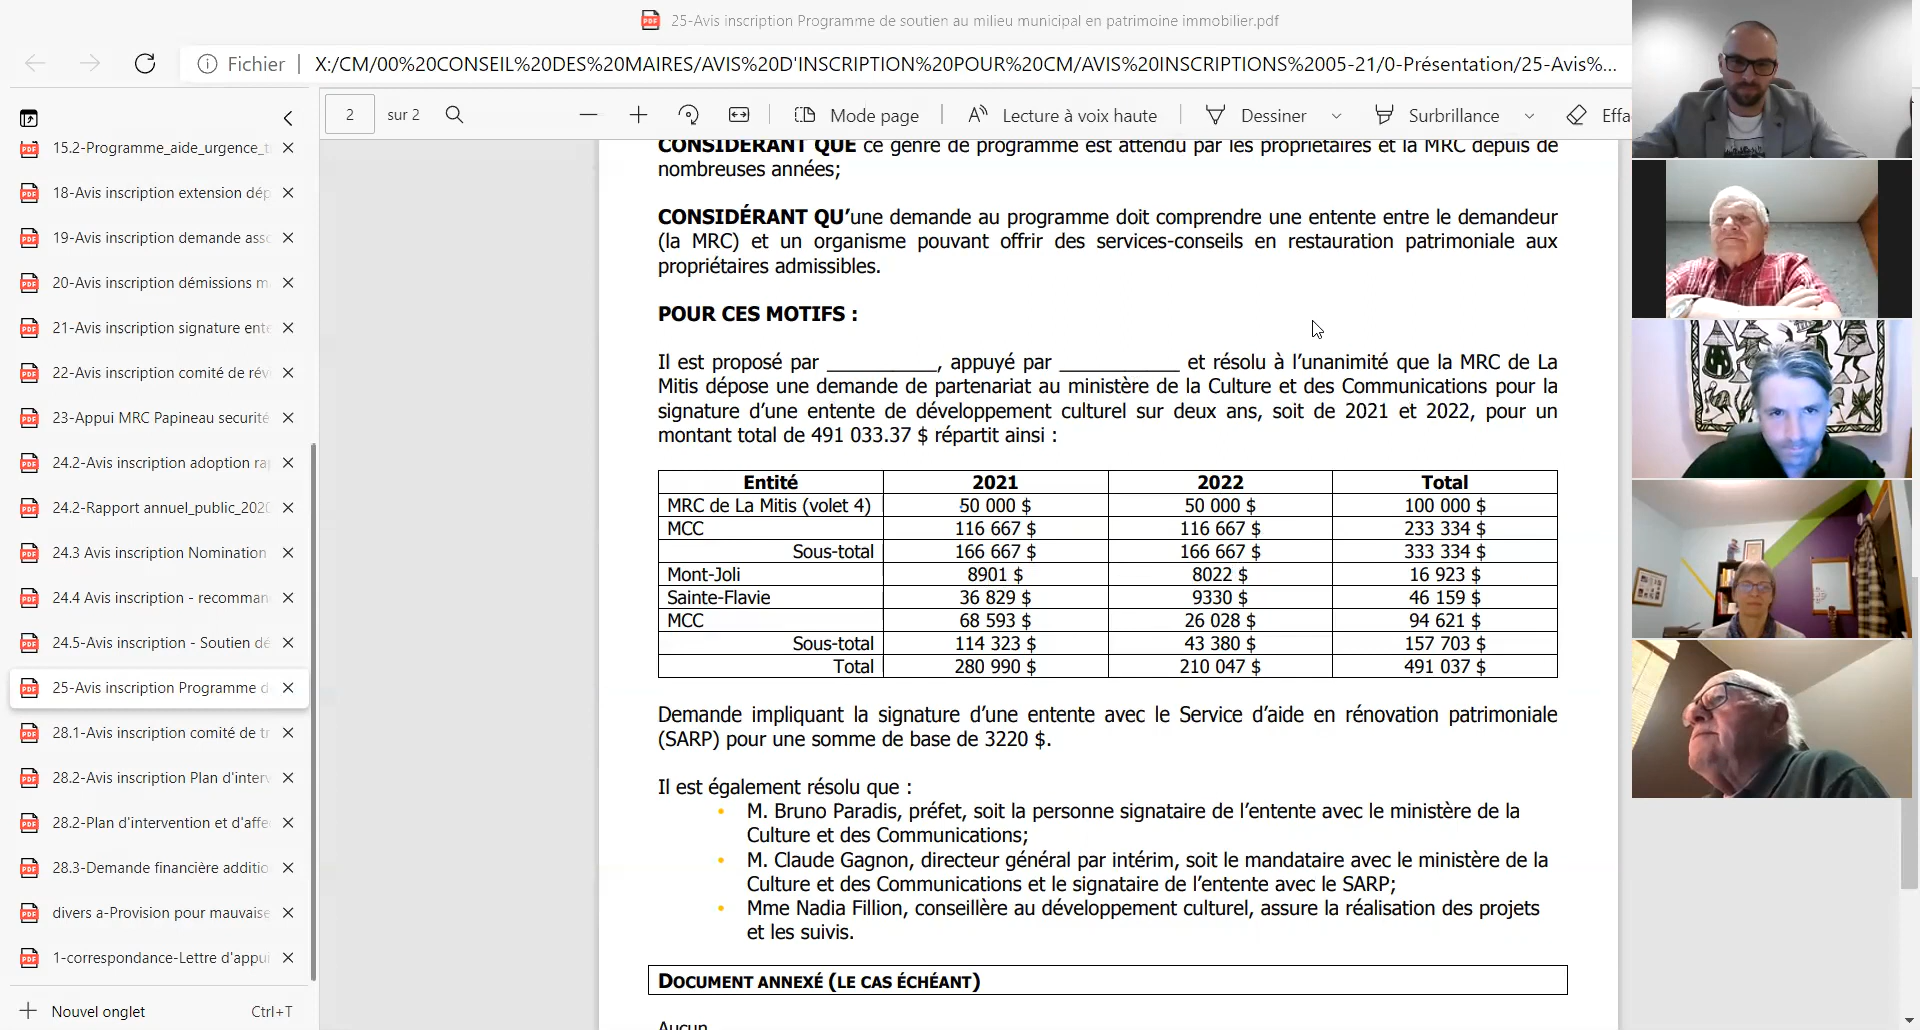 25-Avis inscription Programme de soutien au milieu municipal en patrimoine immobilier.pdf
Fichier | X:/CM/00%20CONSEIL%20DES%20MAIRES/AVIS%20D'INSCRIPTION%20POUR%20CM/AVIS%20INSCRIPTIONS%2005-21/0-Présentation/25-Avis%...
2 sur 2 Mode page Lecture à voix haute Dessiner Surbrillance Effa
15.2-Programme_aide_urgence_t
18-Avis inscription extension dép
19-Avis inscription demande asso
20-Avis inscription démissions m
21-Avis inscription signature ente
22-Avis inscription comité de rév
23-Appui MRC Papineau securité
24.2-Avis inscription adoption ra
24.2-Rapport annuel_public_2020
24.3 Avis inscription Nomination
24.4 Avis inscription - recomman
24.5-Avis inscription - Soutien dé
25-Avis inscription Programme d
28.1-Avis inscription comité de tr
28.2-Avis inscription Plan d'interv
28.2-Plan d'intervention et d'affe
28.3-Demande financière additio
divers a-Provision pour mauvaise
1-correspondance-Lettre d'appui
Nouvel onglet Ctrl+T
CONSIDÉRANT QUE ce genre de programme est attendu par les propriétaires et la MRC depuis de
nombreuses années;
CONSIDÉRANT QU'une demande au programme doit comprendre une entente entre le demandeur
(la MRC) et un organisme pouvant offrir des services-conseils en restauration patrimoniale aux
propriétaires admissibles.
POUR CES MOTIFS :
Il est proposé par __________, appuyé par ___________ et résolu à l'unanimité que la MRC de La
Mitis dépose une demande de partenariat au ministère de la Culture et des Communications pour la
signature d'une entente de développement culturel sur deux ans, soit de 2021 et 2022, pour un
montant total de 491 033.37 $ répartit ainsi :
Entité 2021 2022 Total
MRC de La Mitis (volet 4) 50 000 $ 50 000 $ 100 000 $
MCC 116 667 $ 116 667 $ 233 334 $
Sous-total 166 667 $ 166 667 $ 333 334 $
Mont-Joli 8901 $ 8022 $ 16 923 $
Sainte-Flavie 36 829 $ 9330 $ 46 159 $
MCC 68 593 $ 26 028 $ 94 621 $
Sous-total 114 323 $ 43 380 $ 157 703 $
Total 280 990 $ 210 047 $ 491 037 $
Demande impliquant la signature d'une entente avec le Service d'aide en rénovation patrimoniale
(SARP) pour une somme de base de 3220 $.
Il est également résolu que :
• M. Bruno Paradis, préfet, soit la personne signataire de l'entente avec le ministère de la
Culture et des Communications;
• M. Claude Gagnon, directeur général par intérim, soit le mandataire avec le ministère de la
Culture et des Communications et le signataire de l'entente avec le SARP;
• Mme Nadia Fillion, conseillère au développement culturel, assure la réalisation des projets
et les suivis.
DOCUMENT ANNEXÉ (LE CAS ÉCHÉANT)
Aucun